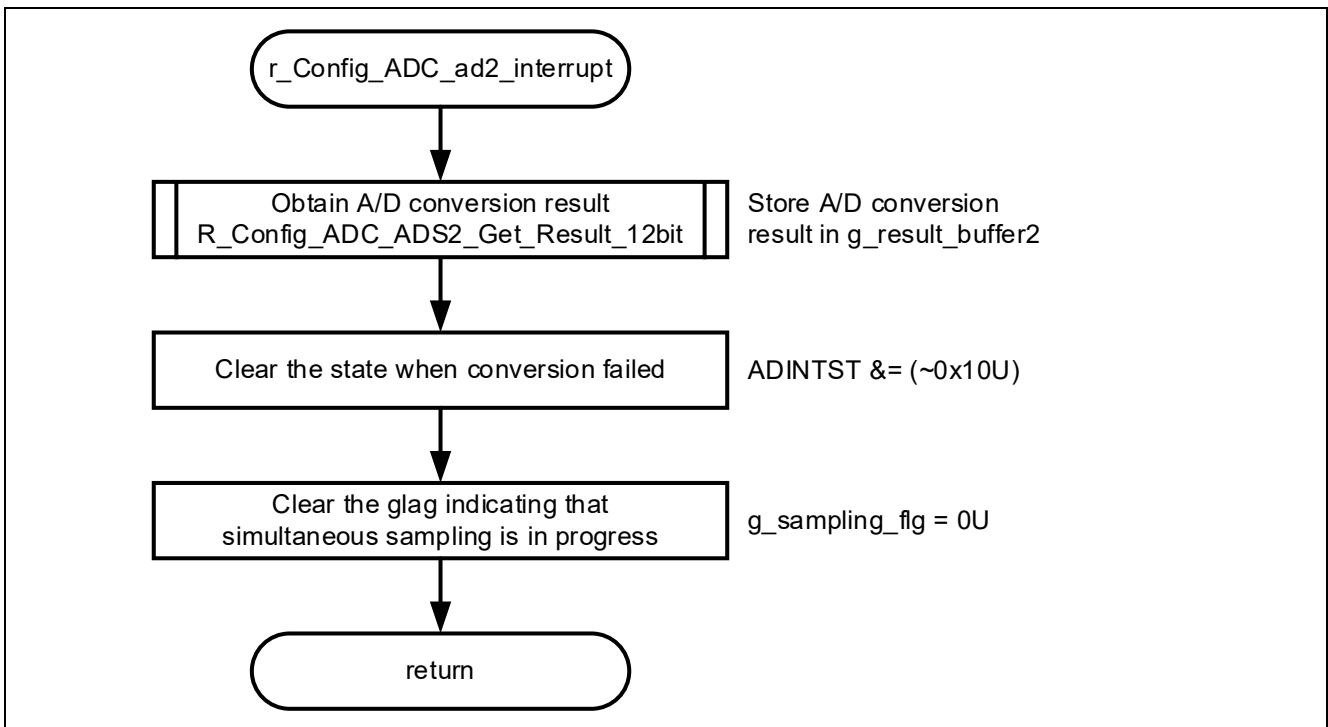 r_Config_ADC_ad2_interrupt
Obtain A/D conversion result
R_Config_ADC_ADS2_Get_Result_12bit
Store A/D conversion
result in g_result_buffer2
Clear the state when conversion failed
ADINTST &= (~0x10U)
Clear the glag indicating that
simultaneous sampling is in progress
g_sampling_flg = 0U
return